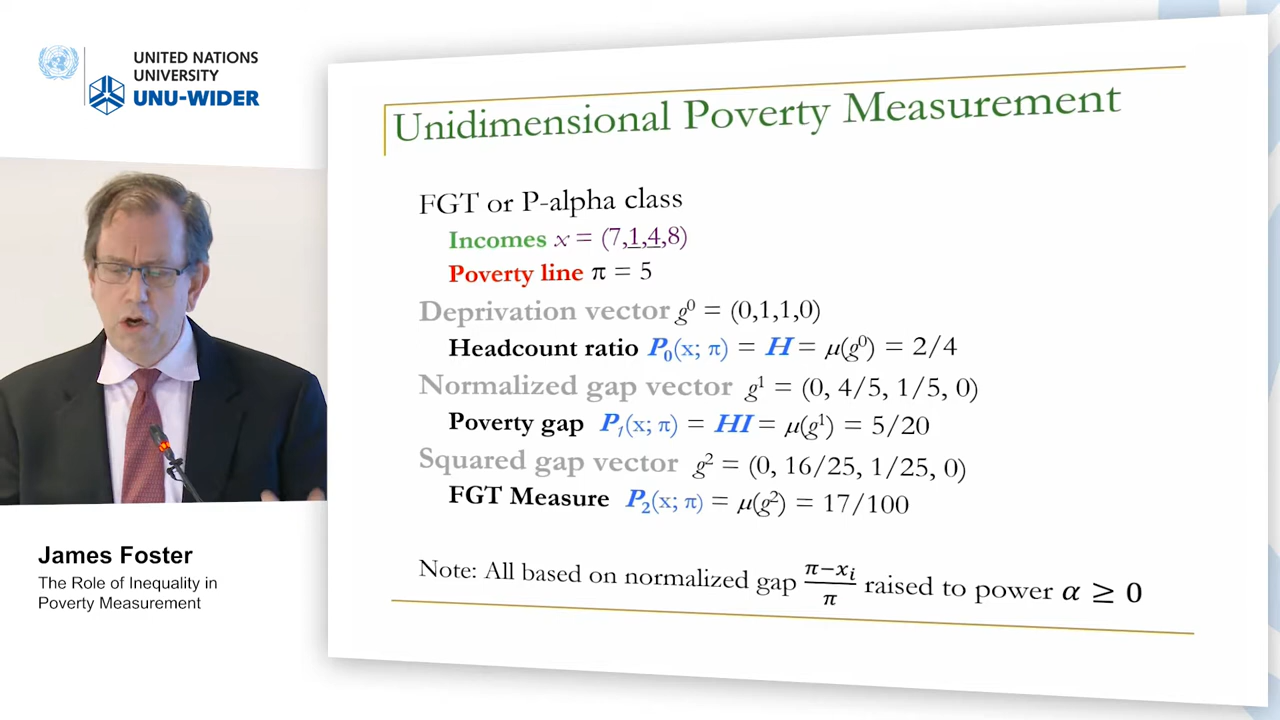 UNITED NATIONS
UNIVERSITY
UNU-WIDER
Unidimensional Poverty Measurement
FGT or P-alpha class
Incomes x = (7,1,4,8)
Poverty line π = 5
Deprivation vector g⁰ = (0,1,1,0)
Headcount ratio P₀(x; π) = H = μ(g⁰) = 2/4
Normalized gap vector g¹ = (0, 4/5, 1/5, 0)
Poverty gap P₁(x; π) = HI = μ(g¹) = 5/20
Squared gap vector g² = (0, 16/25, 1/25, 0)
FGT Measure P₂(x; π) = μ(g²) = 17/100
Note: All based on normalized gap π−xᵢ/π raised to power α ≥ 0
James Foster
The Role of Inequality in
Poverty Measurement